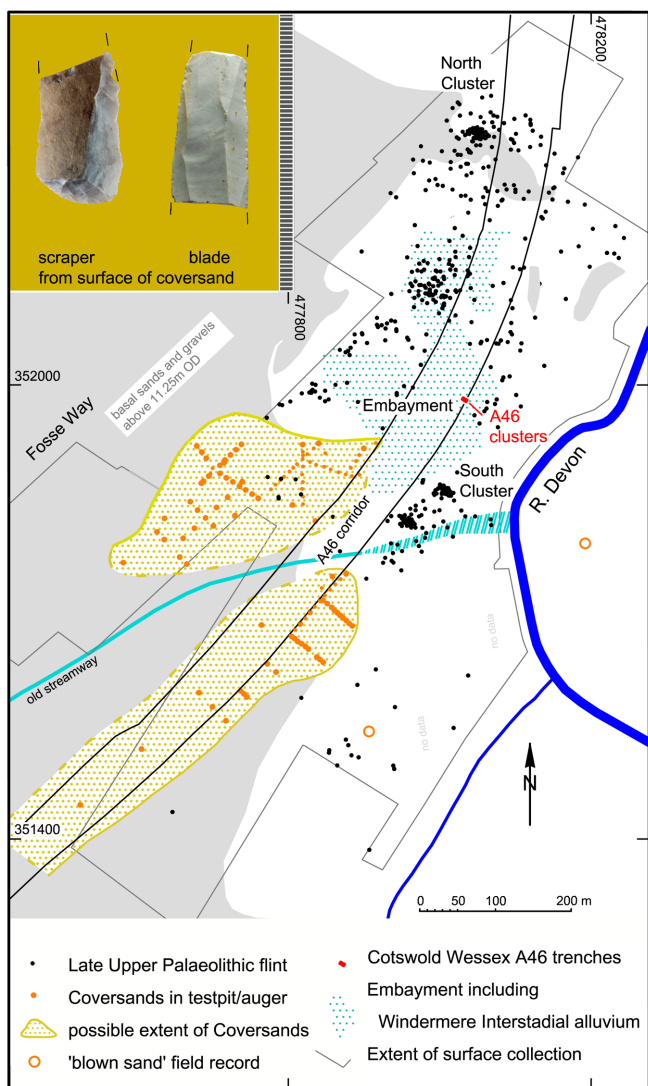 478200
North
Cluster
scraper
blade
from surface of coversand
477800
basal sands and gravels
above 11.25m OD
352000
Fosse Way
Embayment
A46
clusters
South
Cluster
R. Devon
A46 corridor
old streamway
no data
no data
N
351400
0 50 100 200 m
Late Upper Palaeolithic flint
Coversands in testpit/auger
possible extent of Coversands
'blown sand' field record
Cotswold Wessex A46 trenches
Embayment including
Windermere Interstadial alluvium
Extent of surface collection